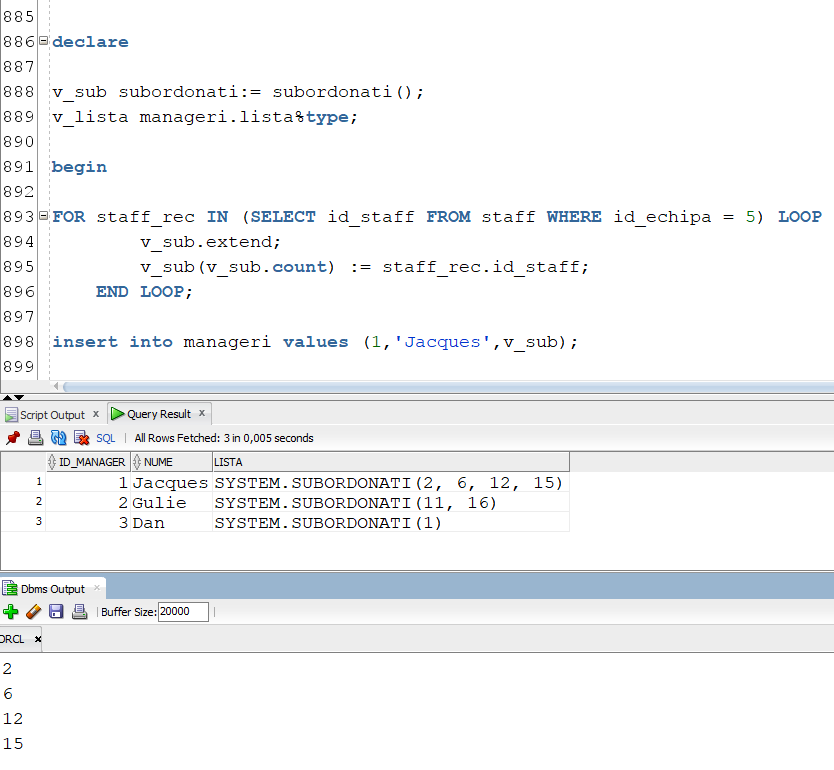 885
886 declare
887
888 v_sub subordonati:= subordonati();
889 v_lista manageri.lista%type;
890
891 begin
892
893 FOR staff_rec IN (SELECT id_staff FROM staff WHERE id_echipa = 5) LOOP
894 v_sub.extend;
895 v_sub(v_sub.count) := staff_rec.id_staff;
896 END LOOP;
897
898 insert into manageri values (1,'Jacques',v_sub);
899
Script Output x Query Result x
SQL | All Rows Fetched: 3 in 0,005 seconds
ID_MANAGER NUME LISTA
1 1 Jacques SYSTEM.SUBORDONATI(2, 6, 12, 15)
2 2 Gulie SYSTEM.SUBORDONATI(11, 16)
3 3 Dan SYSTEM.SUBORDONATI(1)
Dbms Output x
Buffer Size: 20000
ORCL x
2
6
12
15